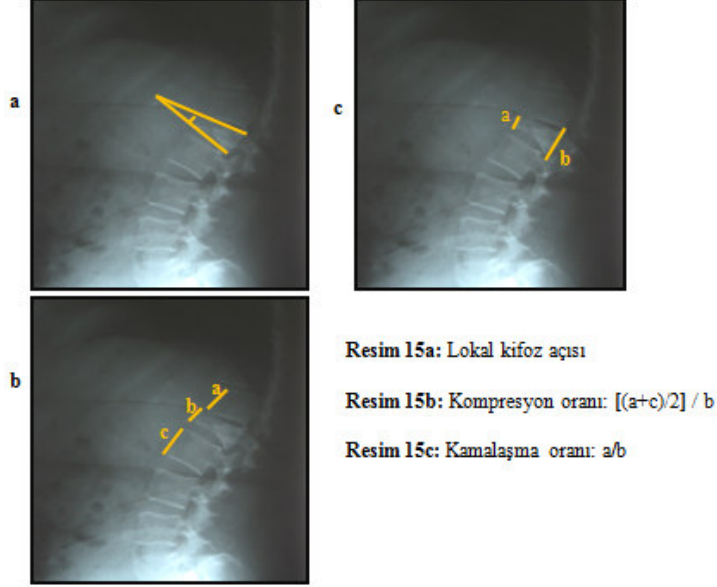 a
c
a
b
b
a
b
c
Resim 15a: Lokal kifoz açısı
Resim 15b: Kompresyon oranı: [(a+c)/2] / b
Resim 15c: Kamalaşma oranı: a/b